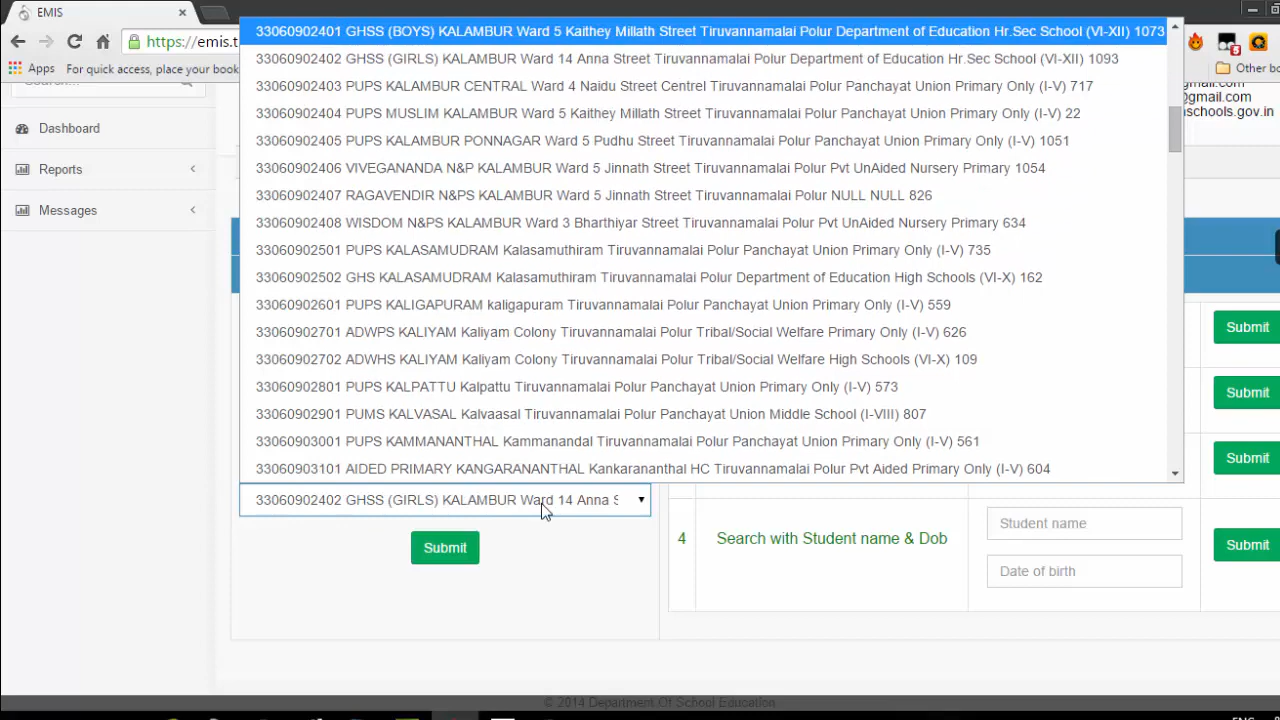 EMIS
https://emis.t
Apps For quick access, place your book
Other bo
@gmail.com
@gmail.com
nschools.gov.in
Search...
Dashboard
Reports
Messages
33060902401 GHSS (BOYS) KALAMBUR Ward 5 Kaithey Millath Street Tiruvannamalai Polur Department of Education Hr.Sec School (VI-XII) 1073
33060902402 GHSS (GIRLS) KALAMBUR Ward 14 Anna Street Tiruvannamalai Polur Department of Education Hr.Sec School (VI-XII) 1093
33060902403 PUPS KALAMBUR CENTRAL Ward 4 Naidu Street Centrel Tiruvannamalai Polur Panchayat Union Primary Only (I-V) 717
33060902404 PUPS MUSLIM KALAMBUR Ward 5 Kaithey Millath Street Tiruvannamalai Polur Panchayat Union Primary Only (I-V) 22
33060902405 PUPS KALAMBUR PONNAGAR Ward 5 Pudhu Street Tiruvannamalai Polur Panchayat Union Primary Only (I-V) 1051
33060902406 VIVEGANANDA N&P KALAMBUR Ward 5 Jinnath Street Tiruvannamalai Polur Pvt UnAided Nursery Primary 1054
33060902407 RAGAVENDIR N&PS KALAMBUR Ward 5 Jinnath Street Tiruvannamalai Polur NULL NULL 826
33060902408 WISDOM N&PS KALAMBUR Ward 3 Bharthiyar Street Tiruvannamalai Polur Pvt UnAided Nursery Primary 634
33060902501 PUPS KALASAMUDRAM Kalasamuthiram Tiruvannamalai Polur Panchayat Union Primary Only (I-V) 735
33060902502 GHS KALASAMUDRAM Kalasamuthiram Tiruvannamalai Polur Department of Education High Schools (VI-X) 162
33060902601 PUPS KALIGAPURAM kaligapuram Tiruvannamalai Polur Panchayat Union Primary Only (I-V) 559
33060902701 ADWPS KALIYAM Kaliyam Colony Tiruvannamalai Polur Tribal/Social Welfare Primary Only (I-V) 626
33060902702 ADWHS KALIYAM Kaliyam Colony Tiruvannamalai Polur Tribal/Social Welfare High Schools (VI-X) 109
33060902801 PUPS KALPATTU Kalpattu Tiruvannamalai Polur Panchayat Union Primary Only (I-V) 573
33060902901 PUMS KALVASAL Kalvaasal Tiruvannamalai Polur Panchayat Union Middle School (I-VIII) 807
33060903001 PUPS KAMMANANTHAL Kammanandal Tiruvannamalai Polur Panchayat Union Primary Only (I-V) 561
33060903101 AIDED PRIMARY KANGARANANTHAL Kankarananthal HC Tiruvannamalai Polur Pvt Aided Primary Only (I-V) 604
33060902402 GHSS (GIRLS) KALAMBUR Ward 14 Anna S
Submit
Submit
Submit
Submit
4 Search with Student name & Dob
Student name
Date of birth
Submit
© 2014 Department Of School Education